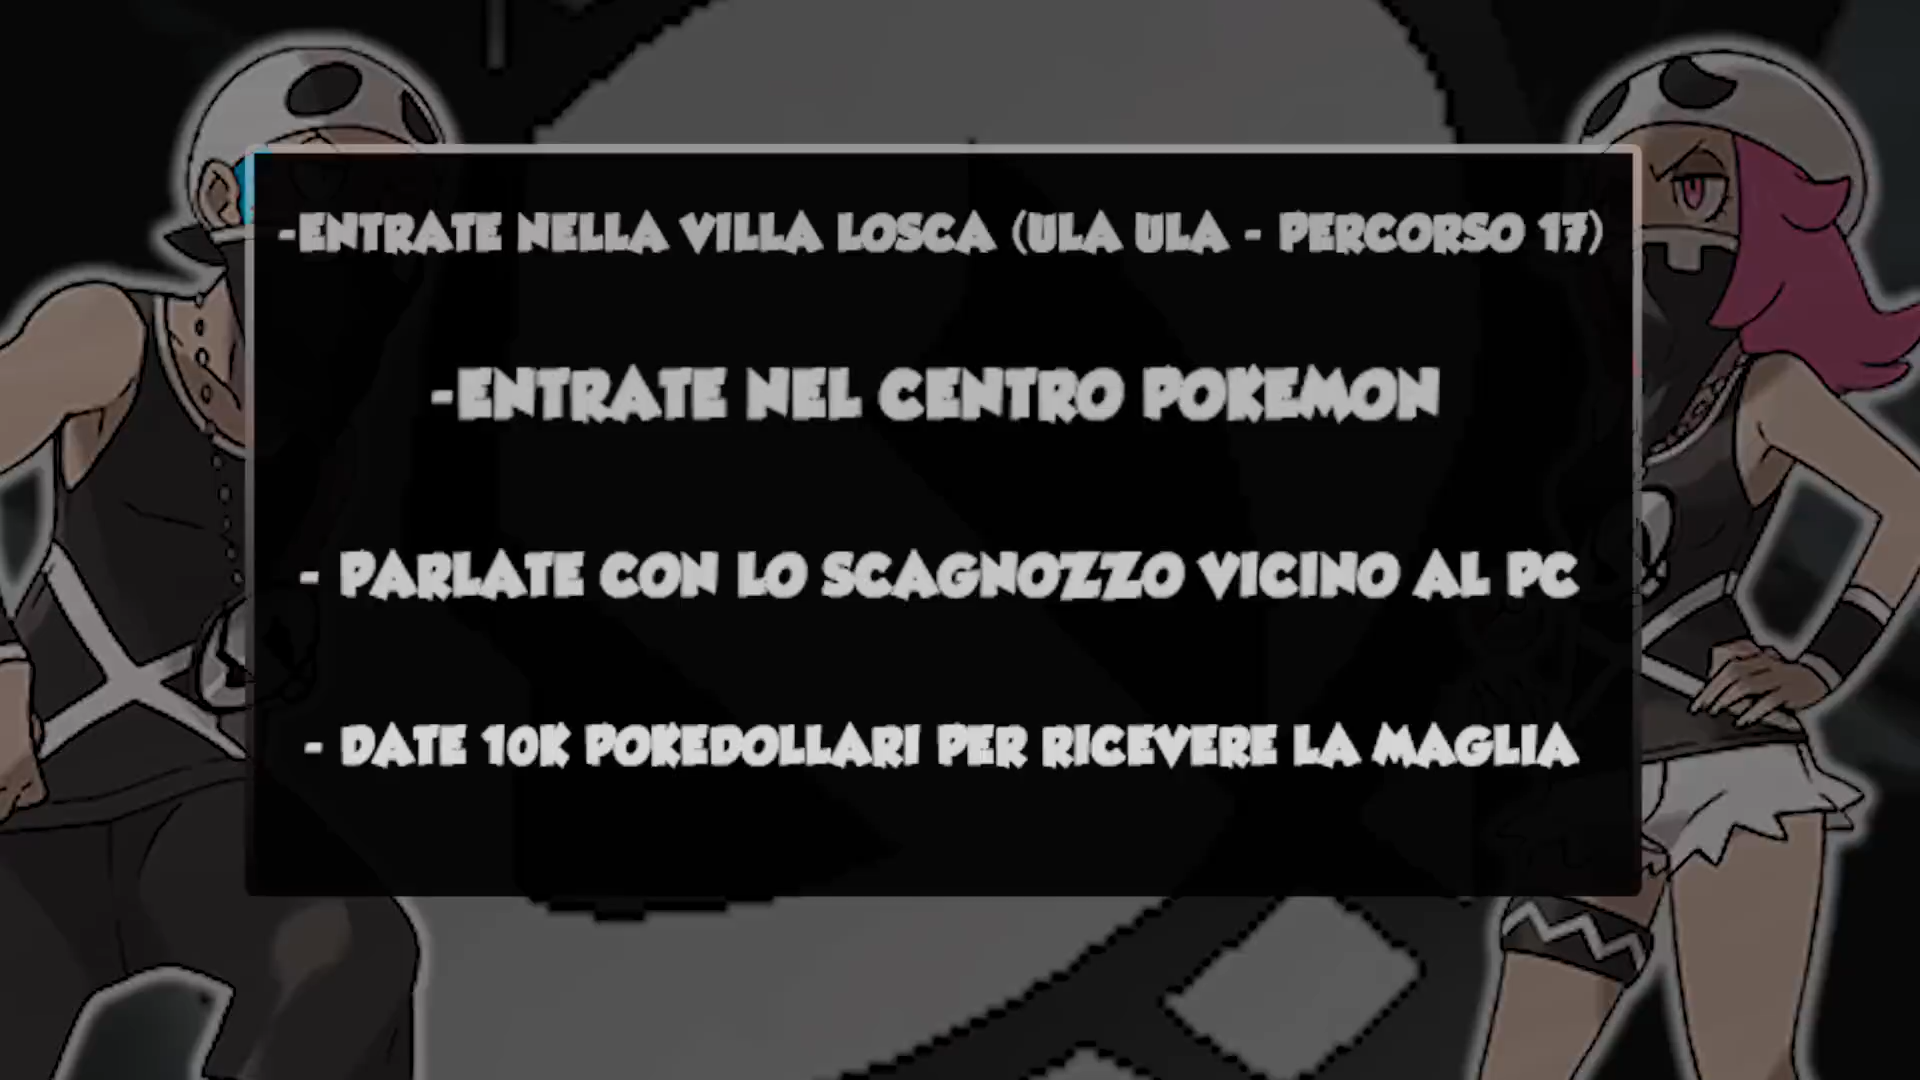 -ENTRATE NELLA VILLA LOSCA (ULA ULA - PERCORSO 17)
-ENTRATE NEL CENTRO POKEMON
- PARLATE CON LO SCAGNOZZO VICINO AL PC
- DATE 10K POKEDOLLARI PER RICEVERE LA MAGLIA